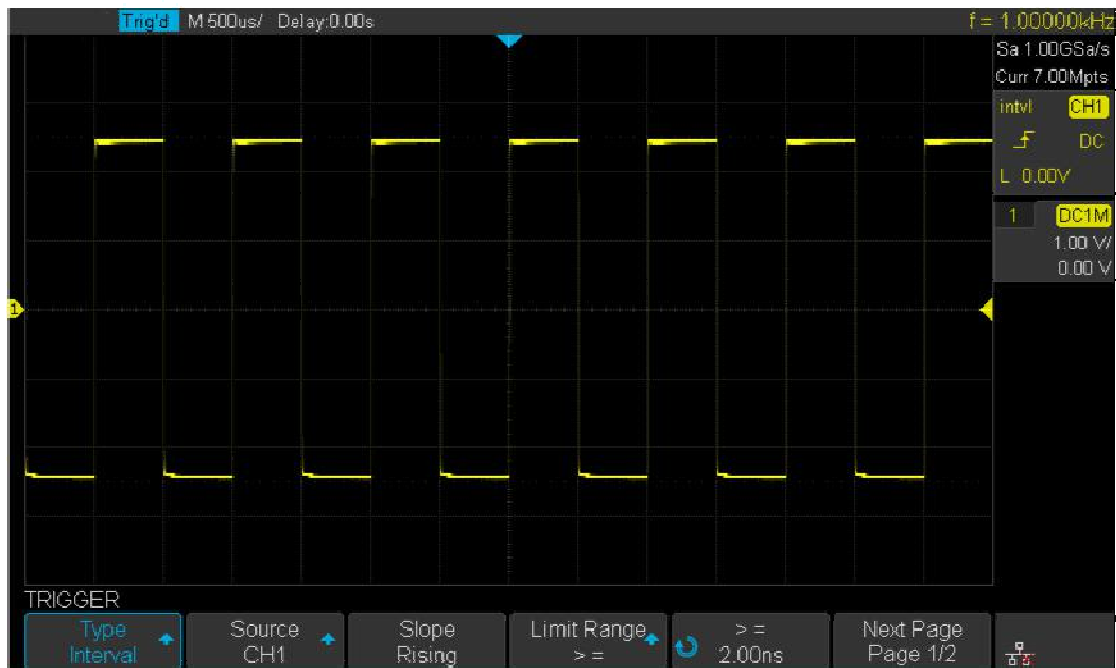 Trig'd M 500us/ Delay:0.00s f = 1.00000kHz
Sa 1.00GSa/s
Curr 7.00Mpts
intvl CH1
DC
L 0.00V
1 DC1M
1.00 V/
0.00 V
1
TRIGGER
Type Source Slope Limit Range >= Next Page
Interval CH1 Rising >= 2.00ns Page 1/2